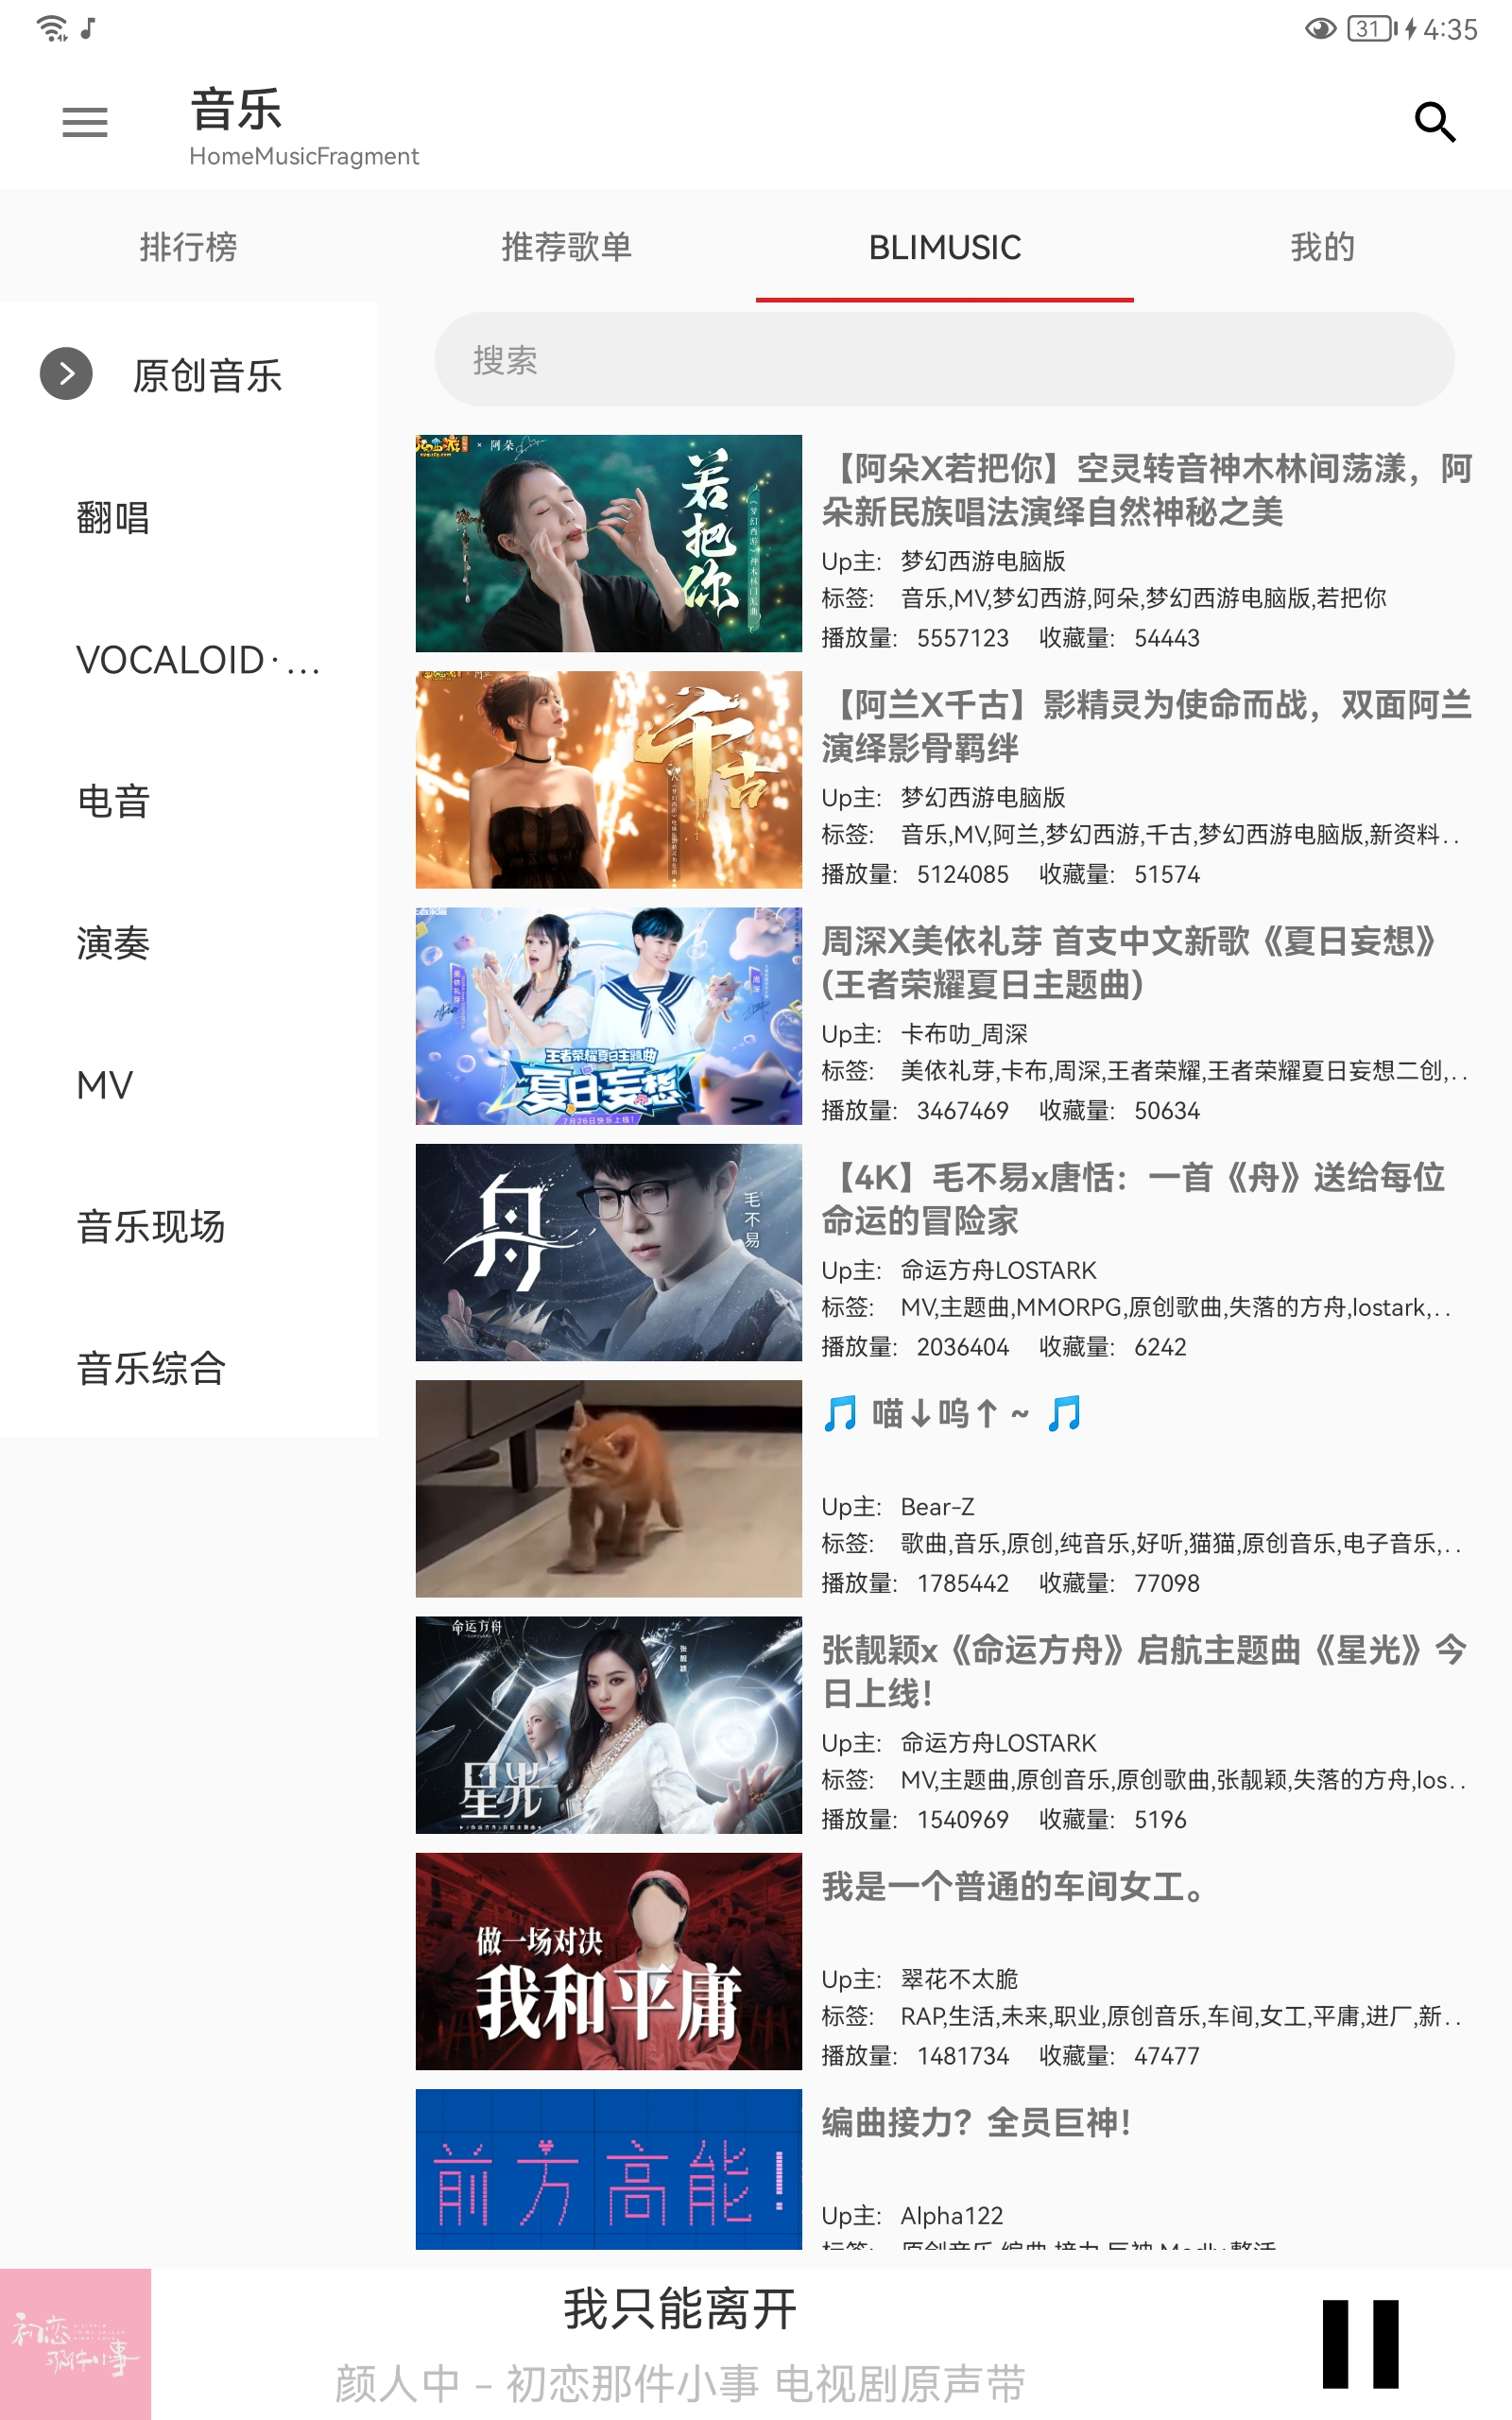 31 4:35
音乐
HomeMusicFragment
排行榜 推荐歌单 BLIMUSIC 我的
原创音乐
翻唱
VOCALOID·...
电音
演奏
MV
音乐现场
音乐综合
搜索
× 阿朵
若把你
【阿朵X若把你】空灵转音神木林间荡漾，阿
朵新民族唱法演绎自然神秘之美
Up主: 梦幻西游电脑版
标签: 音乐,MV,梦幻西游,阿朵,梦幻西游电脑版,若把你
播放量: 5557123 收藏量: 54443
千古
【阿兰X千古】影精灵为使命而战，双面阿兰
演绎影骨羁绊
Up主: 梦幻西游电脑版
标签: 音乐,MV,阿兰,梦幻西游,千古,梦幻西游电脑版,新资料..
播放量: 5124085 收藏量: 51574
美依礼芽
周深
王者荣耀夏日主题曲
夏日妄想
7月26日快乐上线!
周深X美依礼芽 首支中文新歌《夏日妄想》
(王者荣耀夏日主题曲)
Up主: 卡布叻_周深
标签: 美依礼芽,卡布,周深,王者荣耀,王者荣耀夏日妄想二创,..
播放量: 3467469 收藏量: 50634
舟
毛不易
【4K】毛不易x唐恬：一首《舟》送给每位
命运的冒险家
Up主: 命运方舟LOSTARK
标签: MV,主题曲,MMORPG,原创歌曲,失落的方舟,lostark,..
播放量: 2036404 收藏量: 6242
🎵 喵↓呜↑ ~ 🎵
Up主: Bear-Z
标签: 歌曲,音乐,原创,纯音乐,好听,猫猫,原创音乐,电子音乐,..
播放量: 1785442 收藏量: 77098
命运方舟
张靓颖
星光
张靓颖x《命运方舟》启航主题曲《星光》今
日上线！
Up主: 命运方舟LOSTARK
标签: MV,主题曲,原创音乐,原创歌曲,张靓颖,失落的方舟,los..
播放量: 1540969 收藏量: 5196
做一场对决
我和平庸
我是一个普通的车间女工。
Up主: 翠花不太脆
标签: RAP,生活,未来,职业,原创音乐,车间,女工,平庸,进厂,新..
播放量: 1481734 收藏量: 47477
前方高能!
编曲接力？全员巨神！
Up主: Alpha122
初恋
那件小事
我只能离开
颜人中 - 初恋那件小事 电视剧原声带